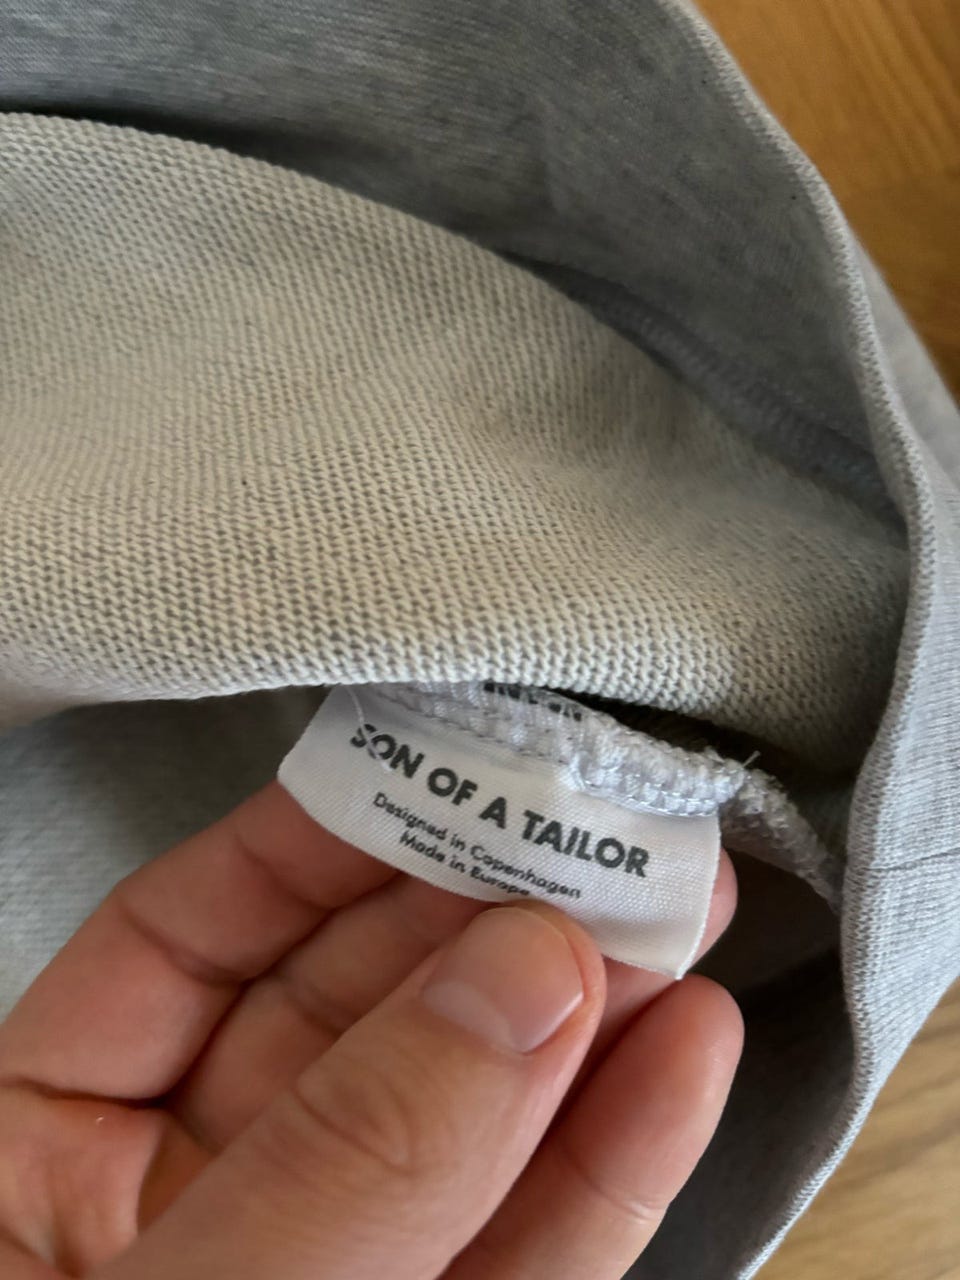 SON OF A TAILOR
Designed in Copenhagen
Made in Europe